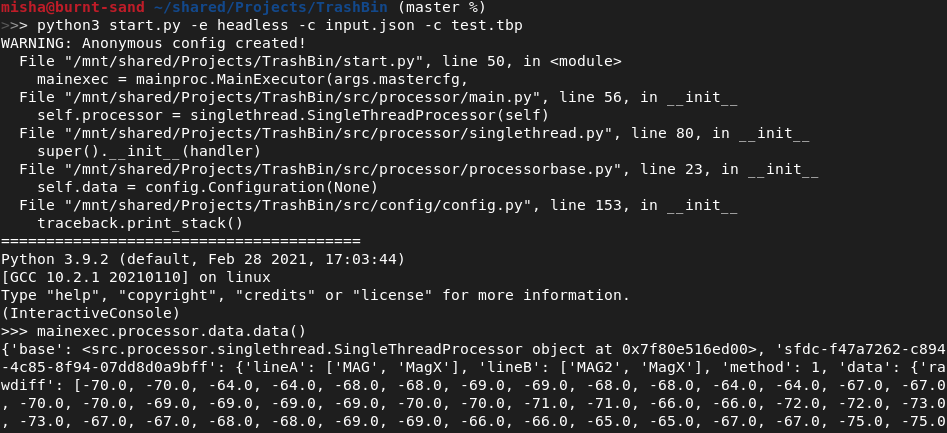 misha@burnt-sand ~/shared/Projects/TrashBin (master %)
>>> python3 start.py -e headless -c input.json -c test.tbp
WARNING: Anonymous config created!
  File "/mnt/shared/Projects/TrashBin/start.py", line 50, in <module>
    mainexec = mainproc.MainExecutor(args.mastercfg,
  File "/mnt/shared/Projects/TrashBin/src/processor/main.py", line 56, in __init__
    self.processor = singlethread.SingleThreadProcessor(self)
  File "/mnt/shared/Projects/TrashBin/src/processor/singlethread.py", line 80, in __init__
    super().__init__(handler)
  File "/mnt/shared/Projects/TrashBin/src/processor/processorbase.py", line 23, in __init__
    self.data = config.Configuration(None)
  File "/mnt/shared/Projects/TrashBin/src/config/config.py", line 153, in __init__
    traceback.print_stack()
========================================
Python 3.9.2 (default, Feb 28 2021, 17:03:44)
[GCC 10.2.1 20210110] on linux
Type "help", "copyright", "credits" or "license" for more information.
(InteractiveConsole)
>>> mainexec.processor.data.data()
{'base': <src.processor.singlethread.SingleThreadProcessor object at 0x7f80e516ed00>, 'sfdc-f47a7262-c894
-4c85-8f94-07dd8d0a9bff': {'lineA': ['MAG', 'MagX'], 'lineB': ['MAG2', 'MagX'], 'method': 1, 'data': {'ra
wdiff': [-70.0, -70.0, -64.0, -64.0, -68.0, -68.0, -69.0, -69.0, -68.0, -68.0, -64.0, -64.0, -67.0, -67.0
, -70.0, -70.0, -69.0, -69.0, -69.0, -69.0, -70.0, -70.0, -71.0, -71.0, -66.0, -66.0, -72.0, -72.0, -73.0
, -73.0, -67.0, -67.0, -68.0, -68.0, -69.0, -69.0, -66.0, -66.0, -65.0, -65.0, -67.0, -67.0, -75.0, -75.0